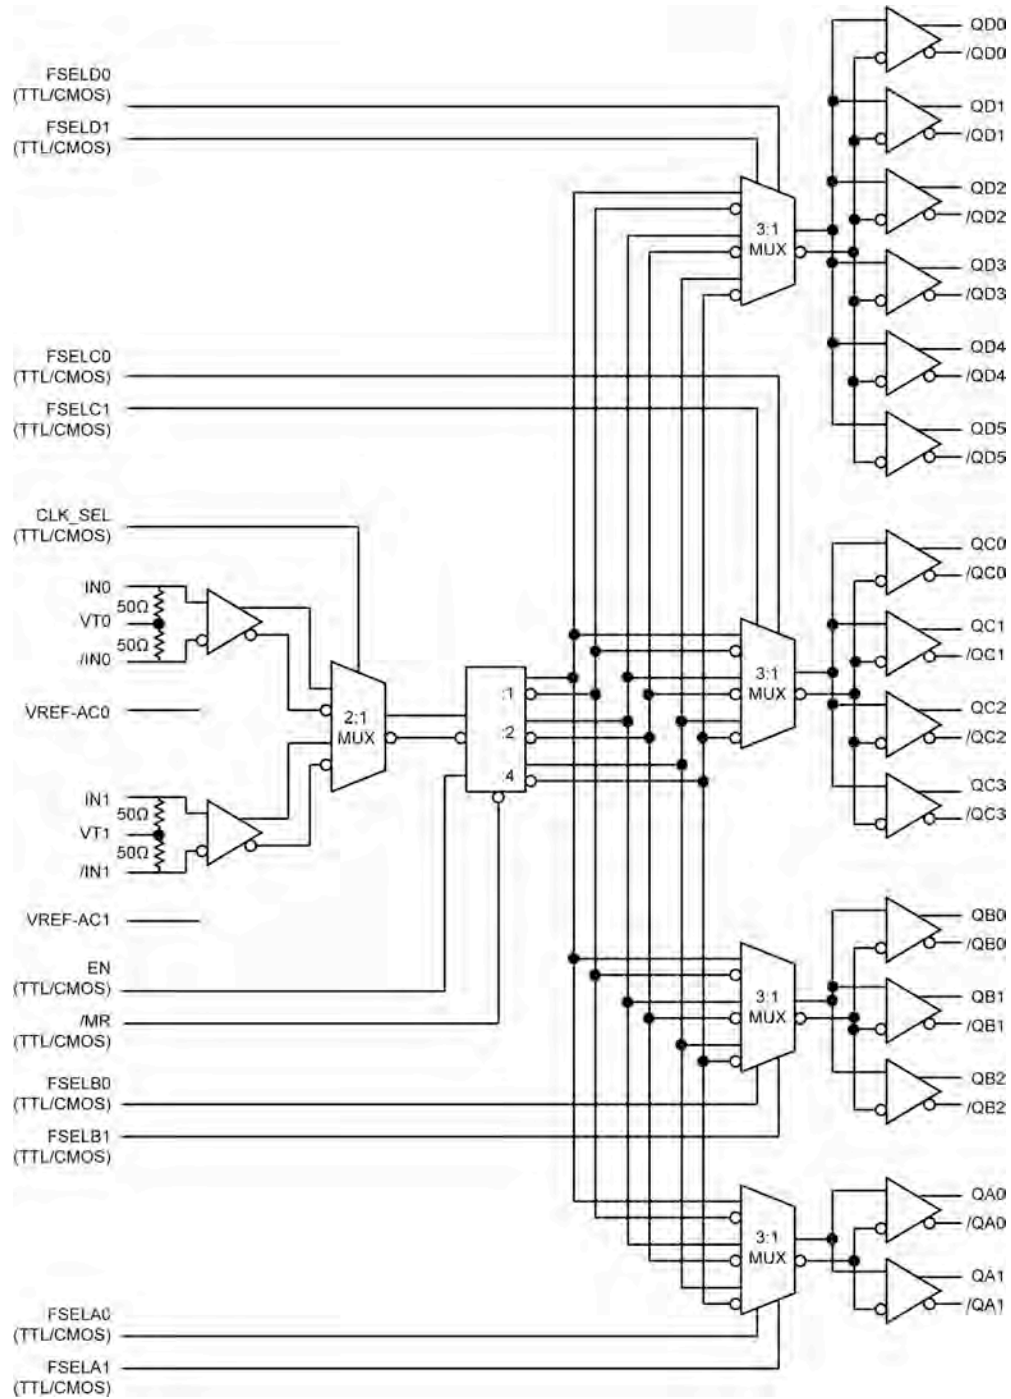 QD0
/QD0
FSELD0
(TTL/CMOS)
QD1
FSELD1
(TTL/CMOS)
/QD1
QD2
/QD2
3:1
MUX
QD3
/QD3
QD4
FSELC0
(TTL/CMOS)
/QD4
FSELC1
(TTL/CMOS)
QD5
/QD5
CLK_SEL
(TTL/CMOS)
QC0
/QC0
IN0
50Ω
VT0
50Ω
/IN0
QC1
/QC1
3:1
MUX
:1
QC2
VREF-AC0
2:1
MUX
:2
/QC2
:4
QC3
IN1
50Ω
/QC3
VT1
50Ω
/IN1
VREF-AC1
QB0
/QB0
EN
(TTL/CMOS)
3:1
MUX
QB1
/MR
(TTL/CMOS)
/QB1
QB2
FSELB0
(TTL/CMOS)
/QB2
FSELB1
(TTL/CMOS)
QA0
/QA0
3:1
MUX
QA1
/QA1
FSELA0
(TTL/CMOS)
FSELA1
(TTL/CMOS)